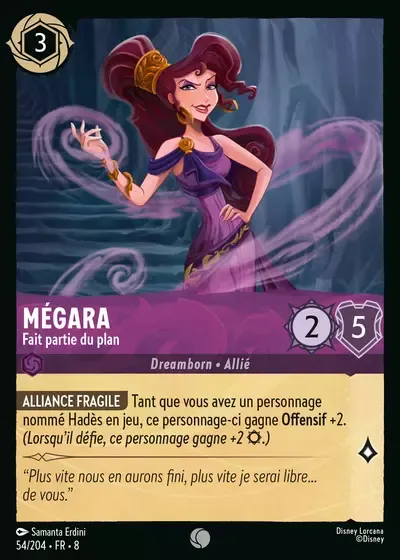 3
MÉGARA
Fait partie du plan
2
5
Dreamborn • Allié
ALLIANCE FRAGILE Tant que vous avez un personnage
nommé Hadès en jeu, ce personnage-ci gagne Offensif +2.
(Lorsqu'il défie, ce personnage gagne +2 .)
“Plus vite nous en aurons fini, plus vite je serai libre...
de vous.”
Samanta Erdini
54/204 • FR • 8
Disney Lorcana
©Disney